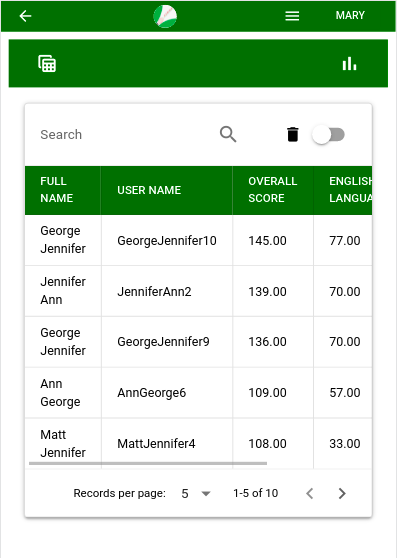 MARY
Search
FULL NAME USER NAME OVERALL SCORE ENGLISH LANGUA
George Jennifer GeorgeJennifer10 145.00 77.00
Jennifer Ann JenniferAnn2 139.00 70.00
George Jennifer GeorgeJennifer9 136.00 70.00
Ann George AnnGeorge6 109.00 57.00
Matt Jennifer MattJennifer4 108.00 33.00
Records per page: 5 1-5 of 10